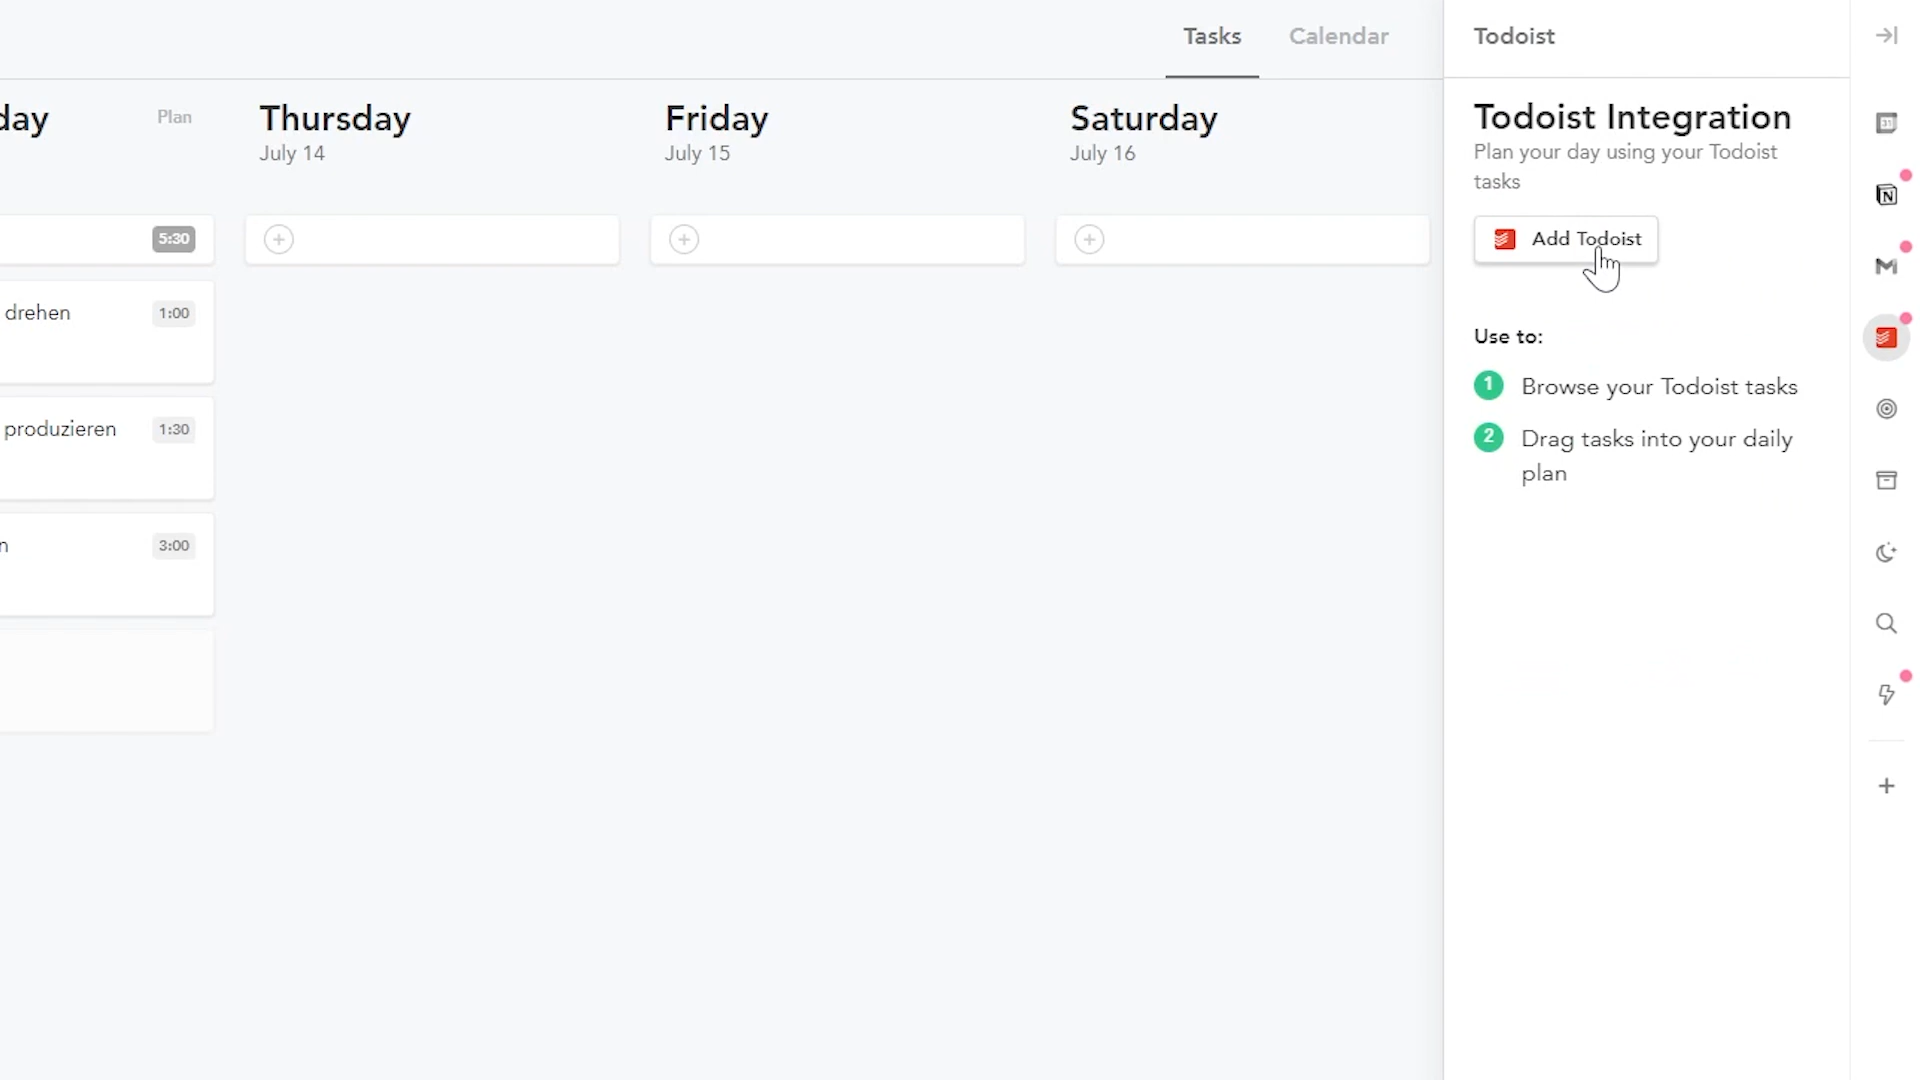 Tasks
Calendar
Todoist
day
Plan
Thursday
July 14
Friday
July 15
Saturday
July 16
5:30
drehen
1:00
produzieren
1:30
n
3:00
Todoist Integration
Plan your day using your Todoist
tasks
Add Todoist
Use to:
1 Browse your Todoist tasks
2 Drag tasks into your daily
plan
31
N